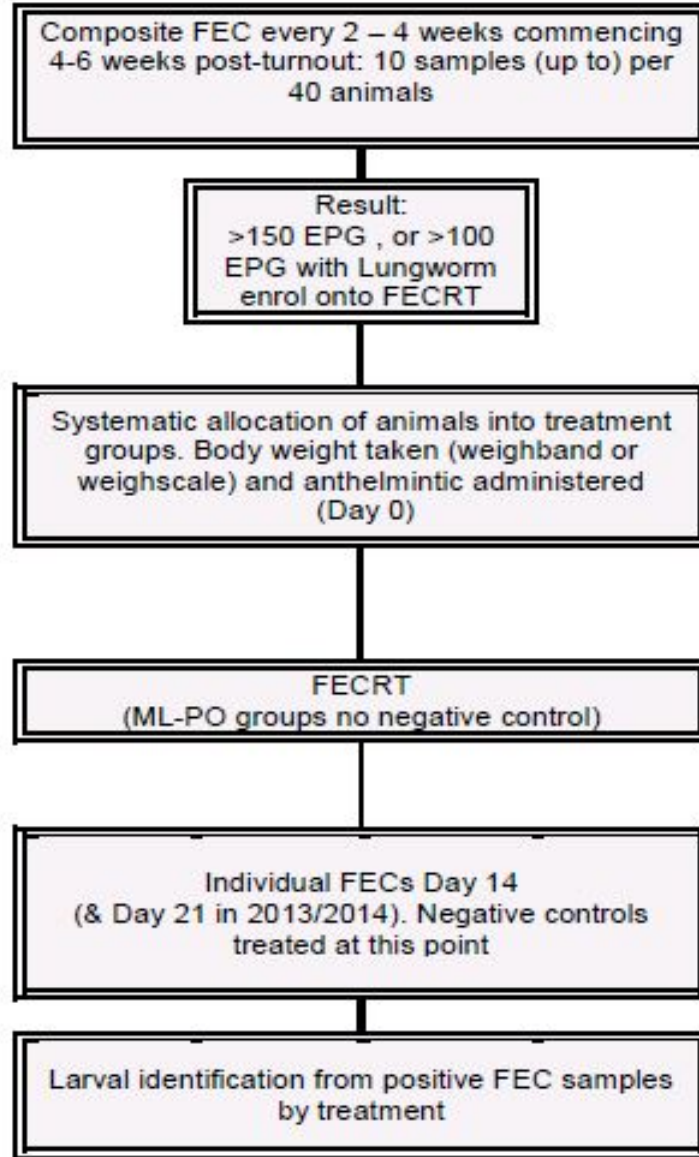 Composite FEC every 2 – 4 weeks commencing
4-6 weeks post-turnout: 10 samples (up to) per
40 animals
Result:
>150 EPG , or >100
EPG with Lungworm
enrol onto FECRT
Systematic allocation of animals into treatment
groups. Body weight taken (weighband or
weighscale) and anthelmintic administered
(Day 0)
FECRT
(ML-PO groups no negative control)
Individual FECs Day 14
(& Day 21 in 2013/2014). Negative controls
treated at this point
Larval identification from positive FEC samples
by treatment